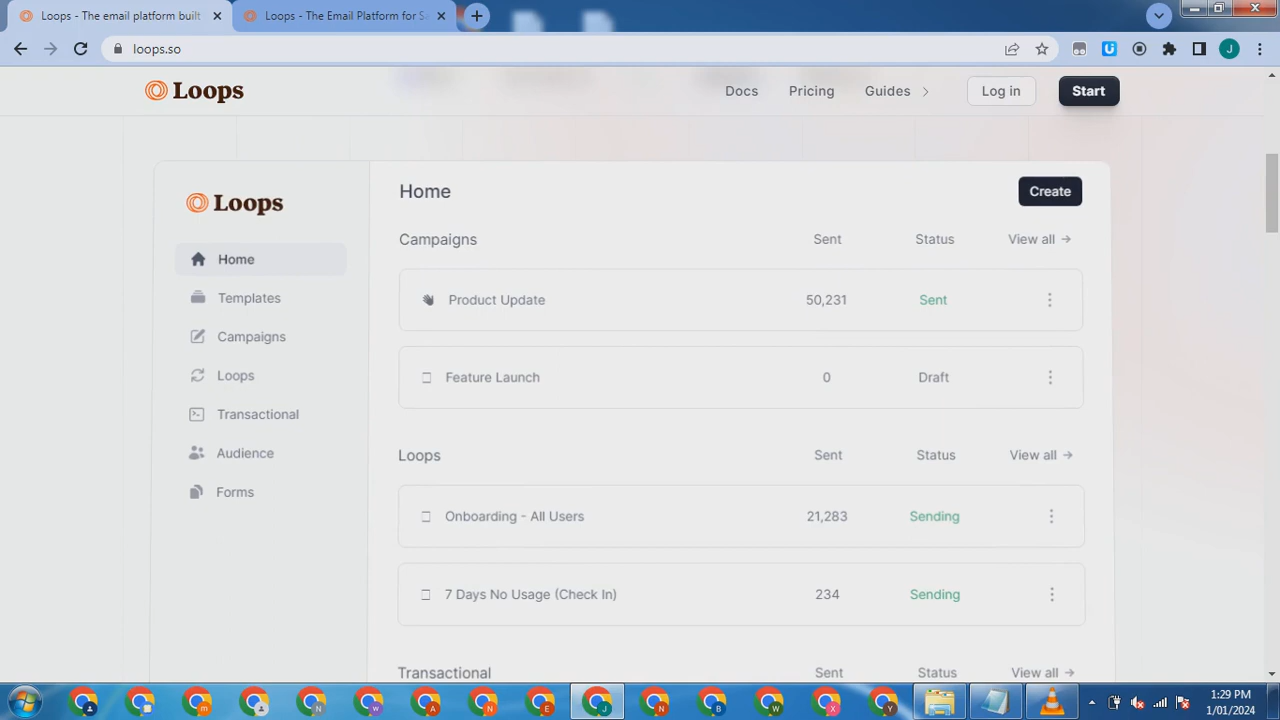 Loops - The email platform built
Loops - The Email Platform for Sa
loops.so
J
Loops
Docs
Pricing
Guides
Log in
Start
Loops
Home
Templates
Campaigns
Loops
Transactional
Audience
Forms
Home
Create
Campaigns Sent Status View all →
Product Update 50,231 Sent
Feature Launch 0 Draft
Loops Sent Status View all →
Onboarding - All Users 21,283 Sending
7 Days No Usage (Check In) 234 Sending
Transactional Sent Status View all →
1:29 PM
1/01/2024